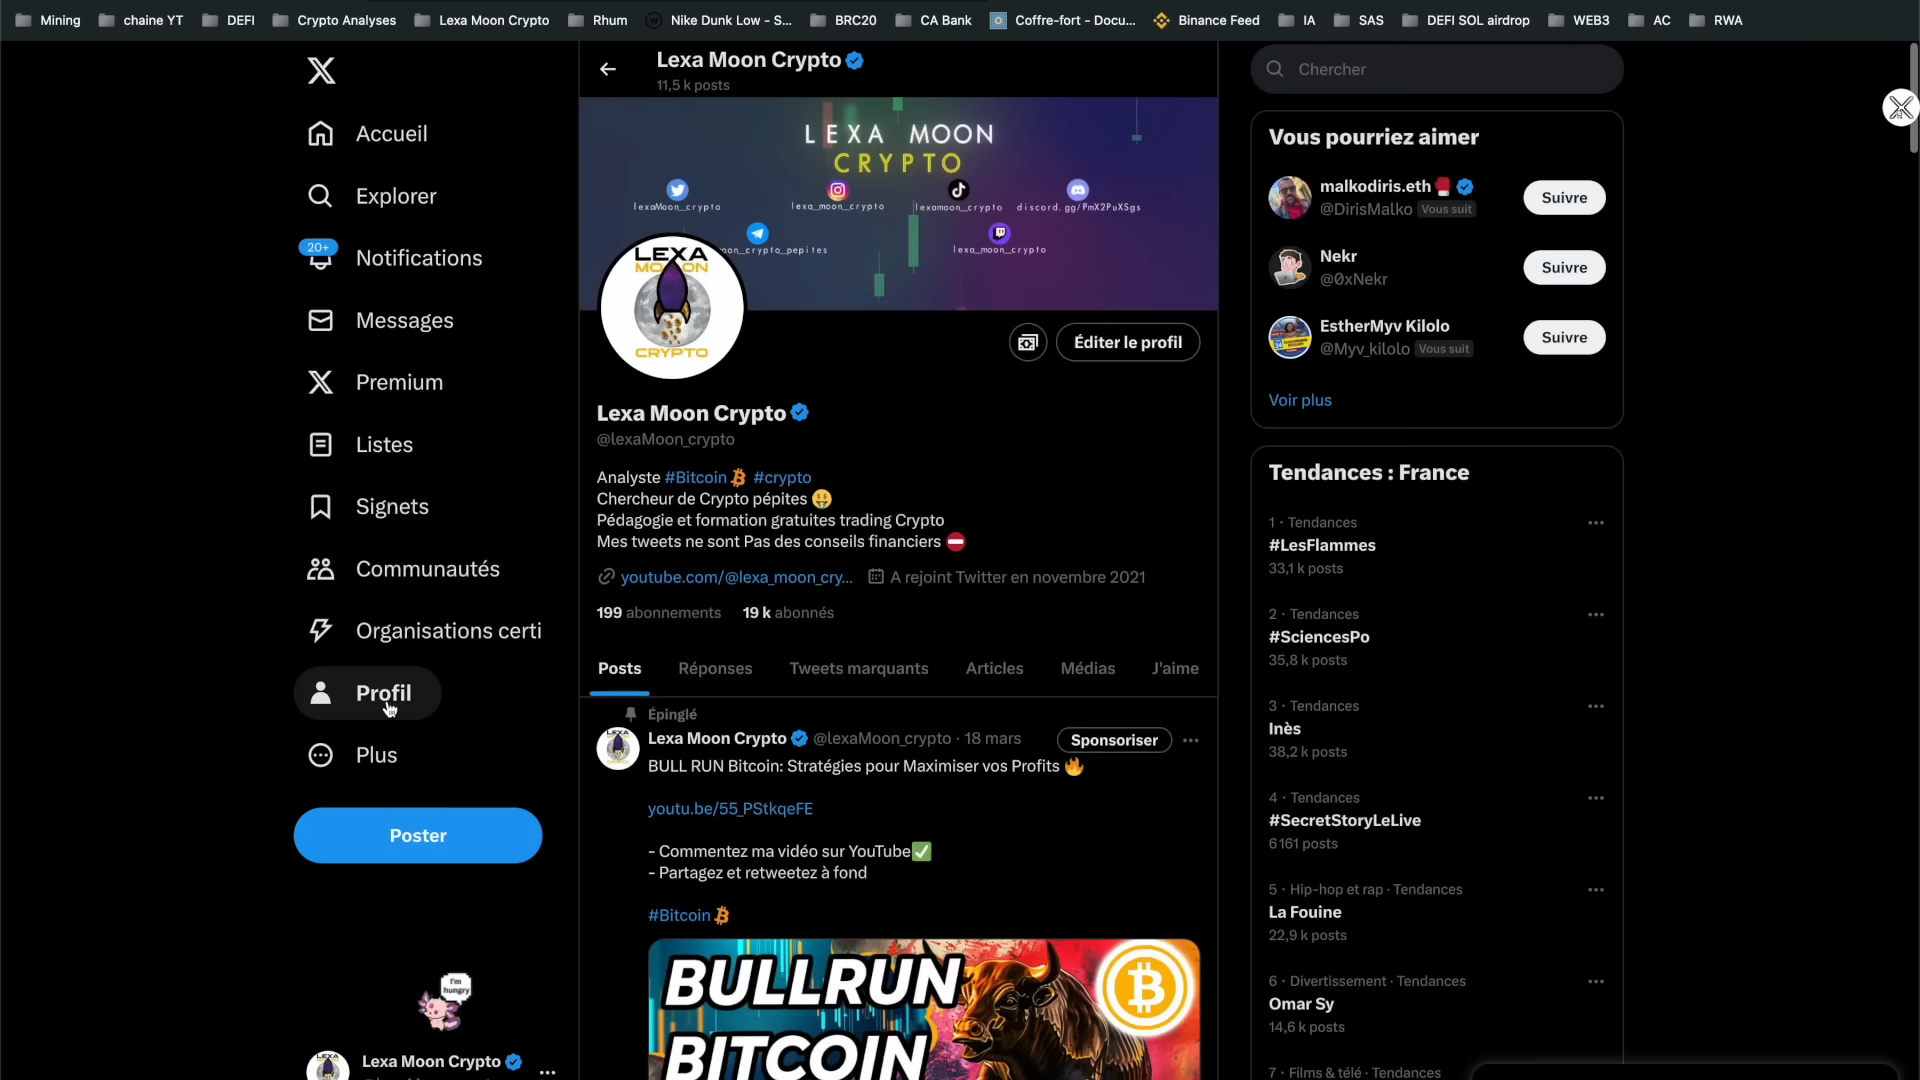 Mining
chaine YT
DEFI
Crypto Analyses
Lexa Moon Crypto
Rhum
Nike Dunk Low - S...
BRC20
CA Bank
Coffre-fort - Docu...
Binance Feed
IA
SAS
DEFI SOL airdrop
WEB3
AC
RWA
Accueil
Explorer
20+
Notifications
Messages
Premium
Listes
Signets
Communautés
Organisations certi
Profil
Plus
Poster
I'm
hungry
Lexa Moon Crypto
Lexa Moon Crypto
11,5 k posts
LEXA MOON
CRYPTO
lexaMoon_crypto
lexa_moon_crypto
lexamoon_crypto
discord. gg/PmX2PuXSgs
oon_crypto_pepites
lexa_moon_crypto
LEXA
MOON
CRYPTO
Éditer le profil
Lexa Moon Crypto
@lexaMoon_crypto
Analyste #Bitcoin #crypto
Chercheur de Crypto pépites 🤑
Pédagogie et formation gratuites trading Crypto
Mes tweets ne sont Pas des conseils financiers ⛔
youtube.com/@lexa_moon_cry... A rejoint Twitter en novembre 2021
199 abonnements 19 k abonnés
Posts
Réponses
Tweets marquants
Articles
Médias
J'aime
Épinglé
Lexa Moon Crypto @lexaMoon_crypto · 18 mars
Sponsoriser
BULL RUN Bitcoin: Stratégies pour Maximiser vos Profits 🔥
youtu.be/55_PStkqeFE
- Commentez ma vidéo sur YouTube✅
- Partagez et retweetez à fond
#Bitcoin
BULLRUN
BITCOIN
Chercher
Vous pourriez aimer
malkodiris.eth
@DirisMalko Vous suit
Suivre
Nekr
@0xNekr
Suivre
EstherMyv Kilolo
@Myv_kilolo Vous suit
Suivre
Voir plus
Tendances : France
1 · Tendances
#LesFlammes
33,1 k posts
2 · Tendances
#SciencesPo
35,8 k posts
3 · Tendances
Inès
38,2 k posts
4 · Tendances
#SecretStoryLeLive
6 161 posts
5 · Hip-hop et rap · Tendances
La Fouine
22,9 k posts
6 · Divertissement · Tendances
Omar Sy
14,6 k posts
7 · Films & télé · Tendances